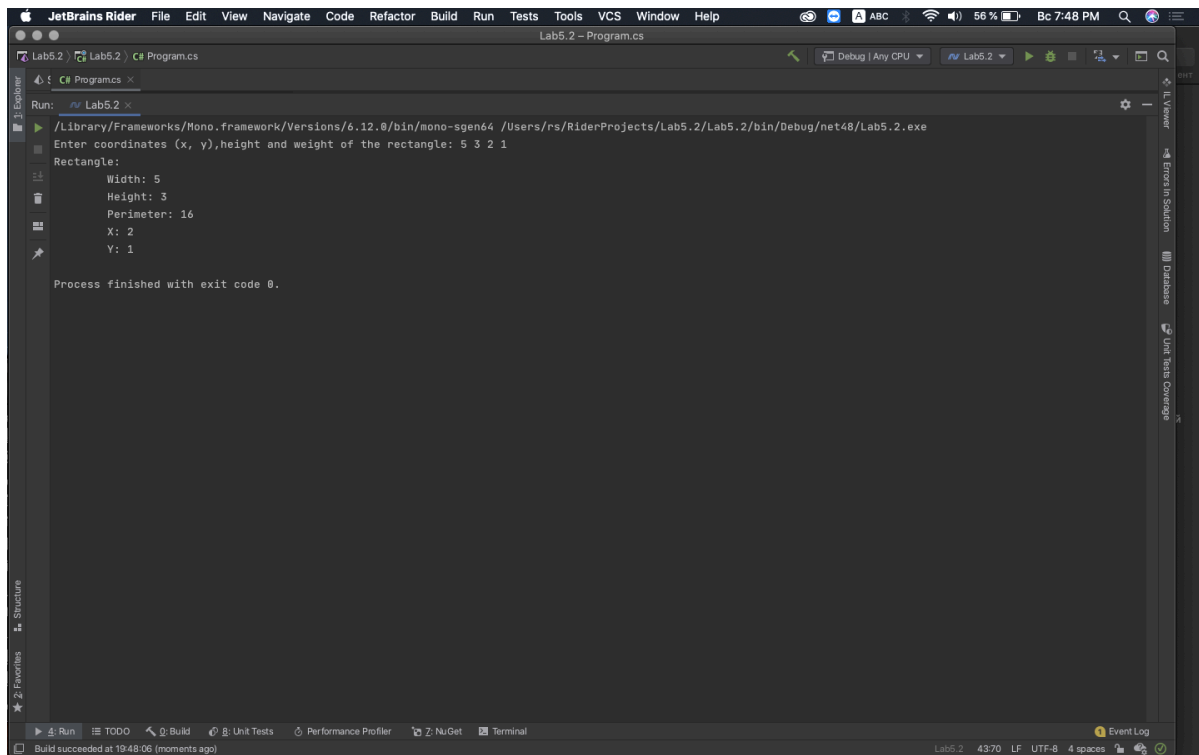 JetBrains Rider File Edit View Navigate Code Refactor Build Run Tests Tools VCS Window Help A ABC 56 % Вс 7:48 PM
Lab5.2 – Program.cs
Lab5.2 Lab5.2 C# Program.cs Debug | Any CPU Lab5.2
C# Program.cs
Run: Lab5.2
/Library/Frameworks/Mono.framework/Versions/6.12.0/bin/mono-sgen64 /Users/rs/RiderProjects/Lab5.2/Lab5.2/bin/Debug/net48/Lab5.2.exe
Enter coordinates (x, y),height and weight of the rectangle: 5 3 2 1
Rectangle:
Width: 5
Height: 3
Perimeter: 16
X: 2
Y: 1
Process finished with exit code 0.
1: Explorer
Structure
2: Favorites
IL Viewer
Errors In Solution
Database
Unit Tests Coverage
4: Run TODO 0: Build 8: Unit Tests Performance Profiler 7: NuGet Terminal 1 Event Log
Build succeeded at 19:48:06 (moments ago) Lab5.2 43:70 LF UTF-8 4 spaces